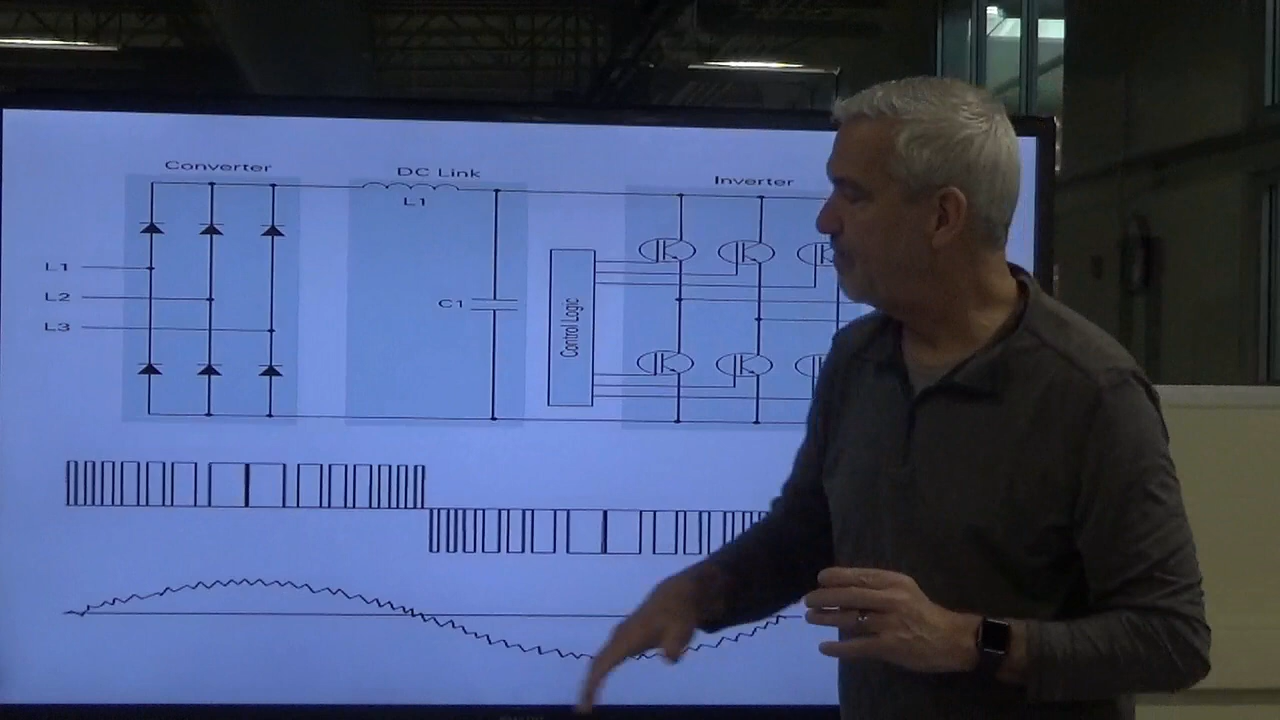 Converter
DC Link
Inverter
L1
L1
L2
L3
C1
Control Logic